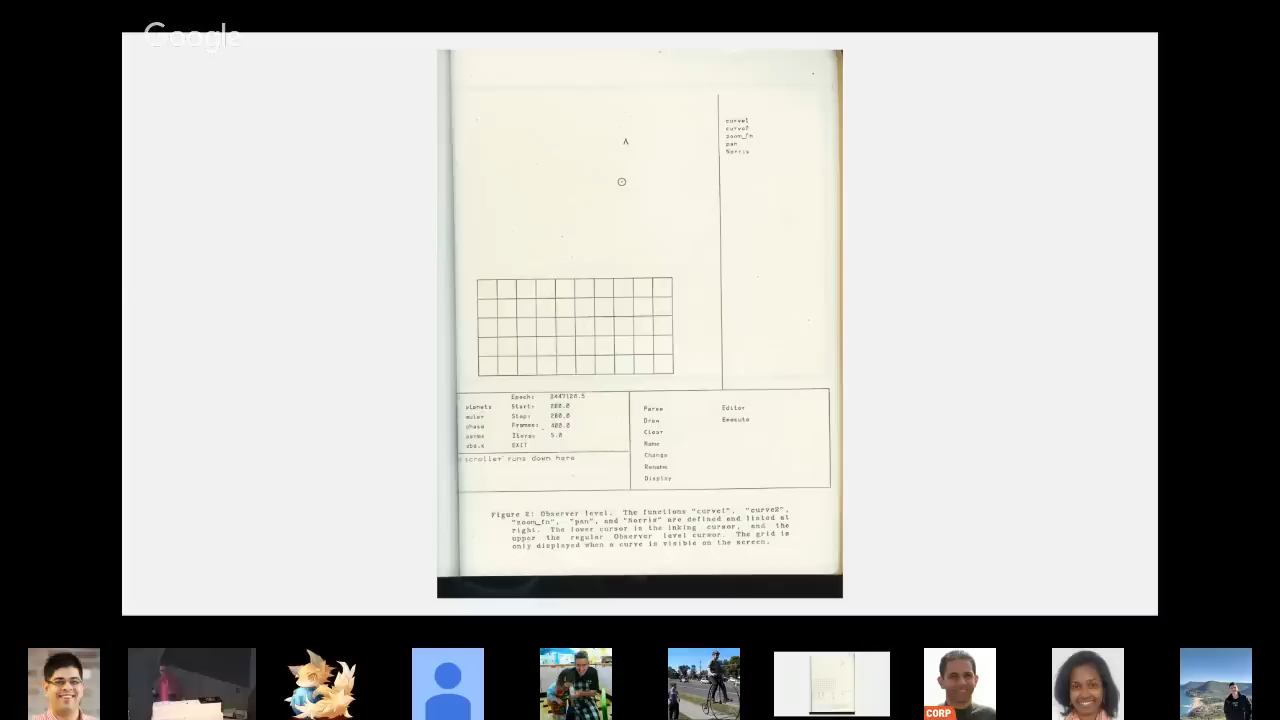 Google
curve1
curve2
zoom_fn
pan
Norris
Epoch: 2447120.5
planets Start: 200.0
euler Stop: 200.0
chase Frames: 400.0
Iters: 5.0
EXIT
scroller runs down here
Parse Editor
Draw Execute
Clear
Name
Change
Rename
Display
Figure 2: Observer level. The functions "curve1", "curve2",
"zoom_fn", "pan", and "Norris" are defined and listed at
right. The lower cursor is the inking cursor, and the
upper the regular Observer level cursor. The grid is
only displayed when a curve is visible on the screen.
CORP